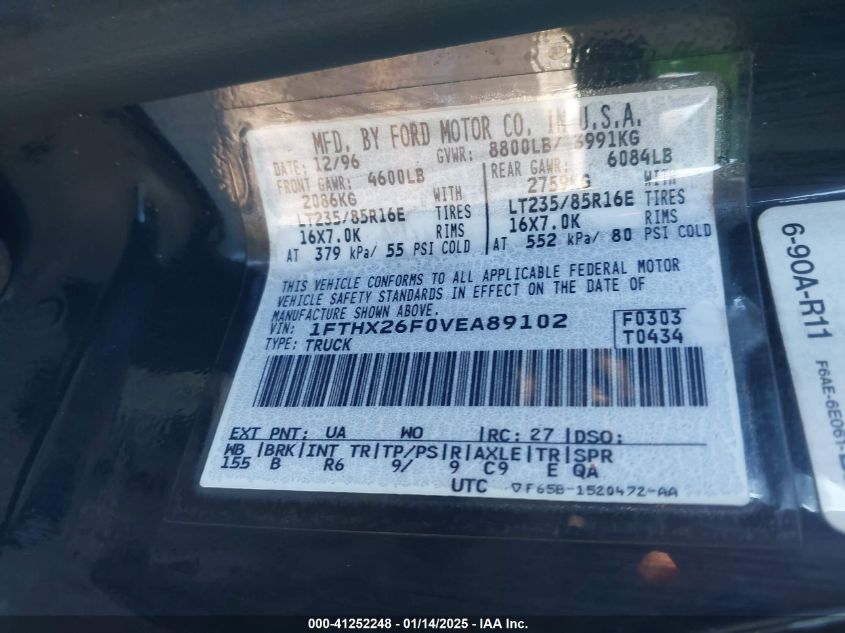 MFD. BY FORD MOTOR CO. IN U.S.A.
DATE: 12/96 GVWR: 8800LB/ 3991KG
FRONT GAWR: 4600LB REAR GAWR: 6084LB
2086KG WITH 2759KG WITH
LT235/85R16E TIRES LT235/85R16E TIRES
16X7.0K RIMS 16X7.0K RIMS
AT 379 kPa/ 55 PSI COLD AT 552 kPa/ 80 PSI COLD
THIS VEHICLE CONFORMS TO ALL APPLICABLE FEDERAL MOTOR
VEHICLE SAFETY STANDARDS IN EFFECT ON THE DATE OF
MANUFACTURE SHOWN ABOVE.
VIN: 1FTHX26F0VEA89102 F0303
TYPE: TRUCK T0434
EXT PNT: UA WO |RC: 27 |DSO:
WB |BRK|INT TR|TP/PS|R|AXLE|TR|SPR
155 B R6 9/ 9 C9 E QA
UTC ▽F65B-1520472-AA
6-90A-R11
F6AE-6E061-
000-41252248 - 01/14/2025 - IAA Inc.